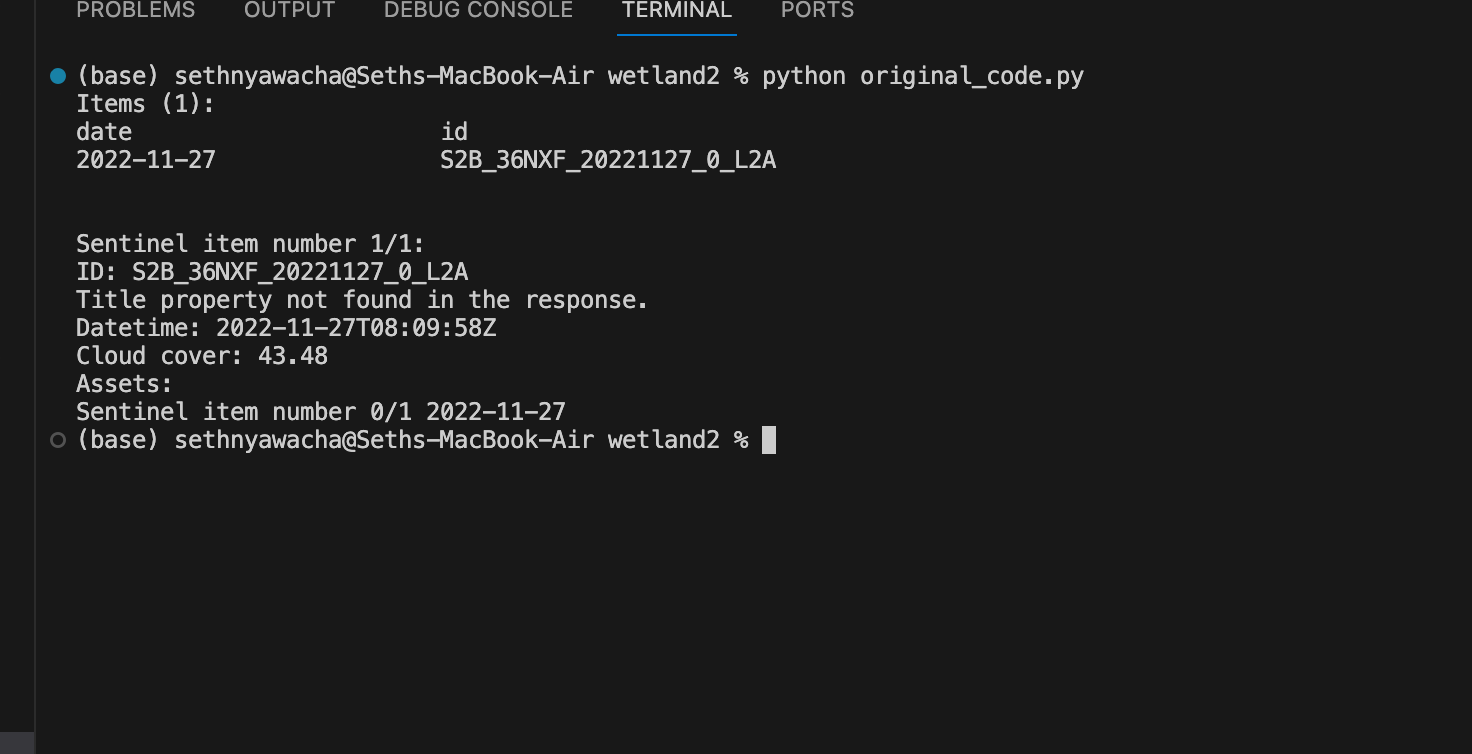 PROBLEMS OUTPUT DEBUG CONSOLE TERMINAL PORTS
(base) sethnyawacha@Seths-MacBook-Air wetland2 % python original_code.py
Items (1):
date id
2022-11-27 S2B_36NXF_20221127_0_L2A
Sentinel item number 1/1:
ID: S2B_36NXF_20221127_0_L2A
Title property not found in the response.
Datetime: 2022-11-27T08:09:58Z
Cloud cover: 43.48
Assets:
Sentinel item number 0/1 2022-11-27
(base) sethnyawacha@Seths-MacBook-Air wetland2 %